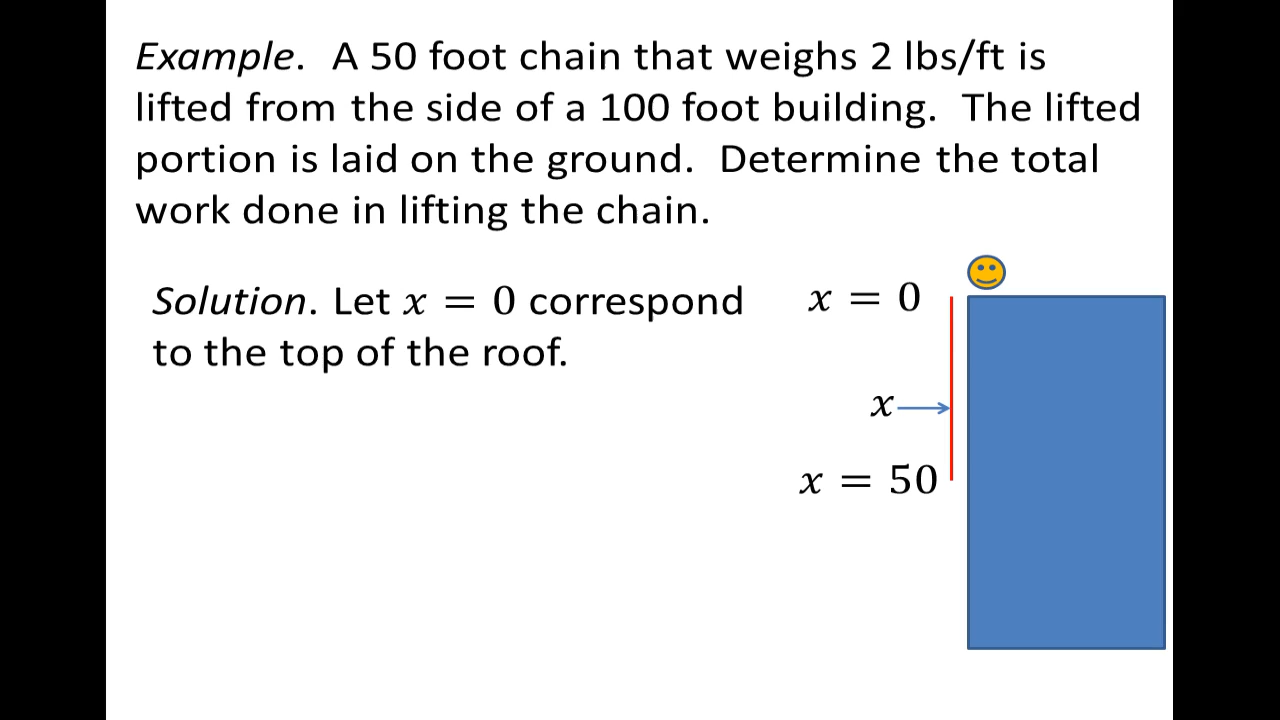 Example. A 50 foot chain that weighs 2 lbs/ft is
lifted from the side of a 100 foot building. The lifted
portion is laid on the ground. Determine the total
work done in lifting the chain.
Solution. Let x = 0 correspond
to the top of the roof.
x = 0
x
x = 50